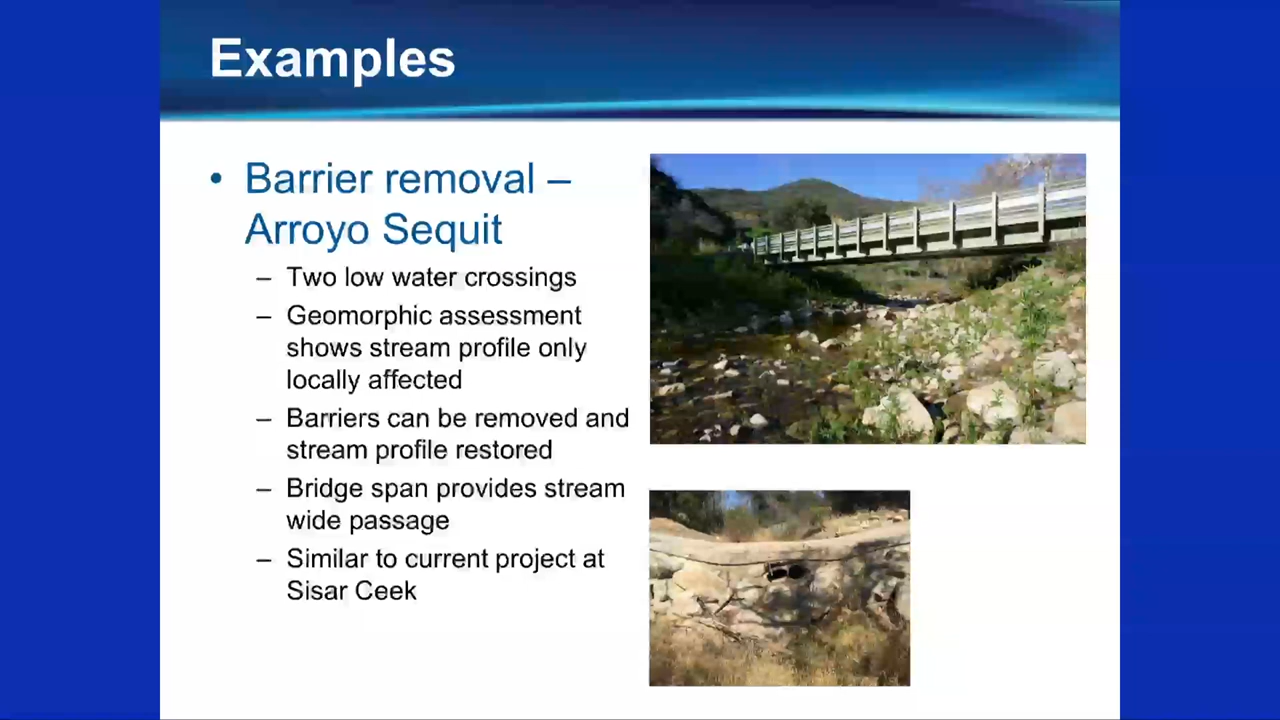 Examples
• Barrier removal –
Arroyo Sequit
– Two low water crossings
– Geomorphic assessment
shows stream profile only
locally affected
– Barriers can be removed and
stream profile restored
– Bridge span provides stream
wide passage
– Similar to current project at
Sisar Ceek